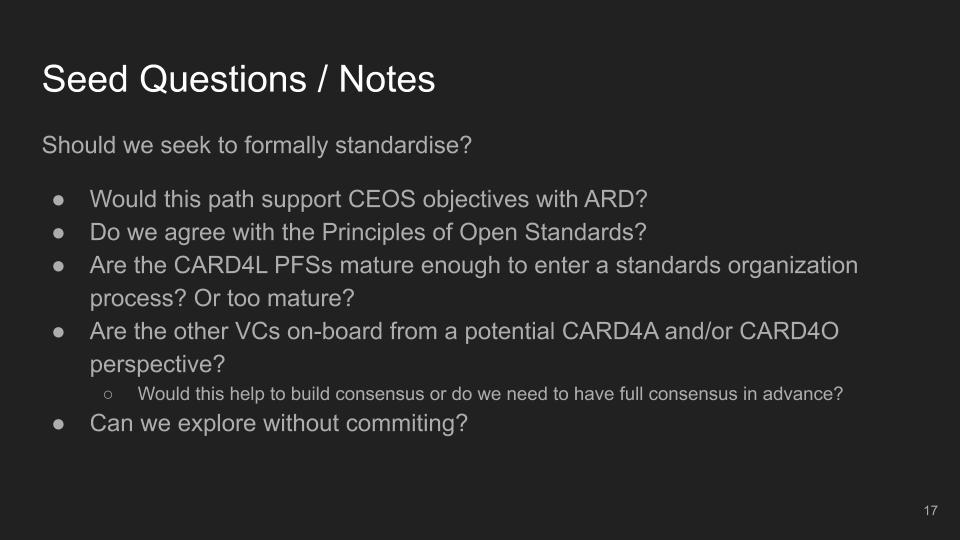 Seed Questions / Notes
Should we seek to formally standardise?
● Would this path support CEOS objectives with ARD?
● Do we agree with the Principles of Open Standards?
● Are the CARD4L PFSs mature enough to enter a standards organization
process? Or too mature?
● Are the other VCs on-board from a potential CARD4A and/or CARD4O
perspective?
○ Would this help to build consensus or do we need to have full consensus in advance?
● Can we explore without commiting?
17